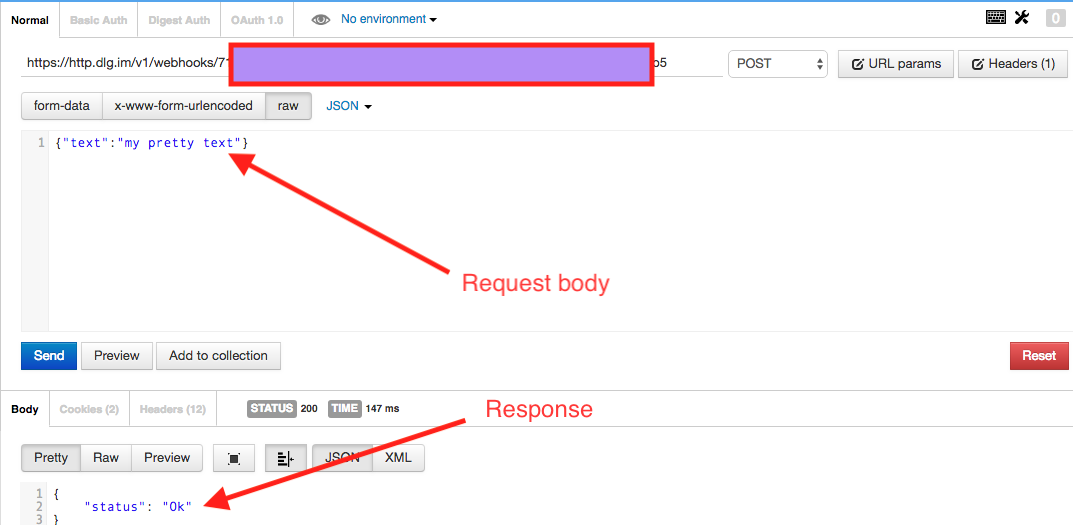 Normal Basic Auth Digest Auth OAuth 1.0 No environment 0
https://http.dlg.im/v1/webhooks/71 b5 POST URL params Headers (1)
form-data x-www-form-urlencoded raw JSON
1 {"text":"my pretty text"}
Request body
Send Preview Add to collection Reset
Body Cookies (2) Headers (12) STATUS 200 TIME 147 ms Response
Pretty Raw Preview JSON XML
1 {
2 "status": "Ok"
3 }